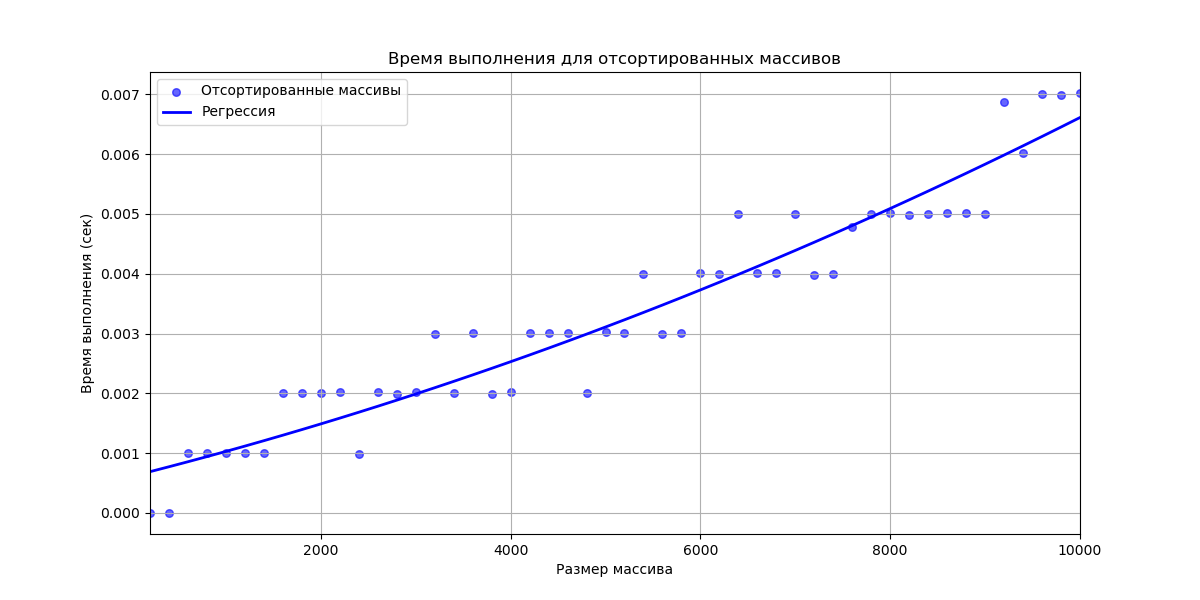 Время выполнения для отсортированных массивов
Отсортированные массивы
Регрессия
0.007
0.006
0.005
0.004
0.003
0.002
0.001
0.000
Время выполнения (сек)
2000
4000
6000
8000
10000
Размер массива